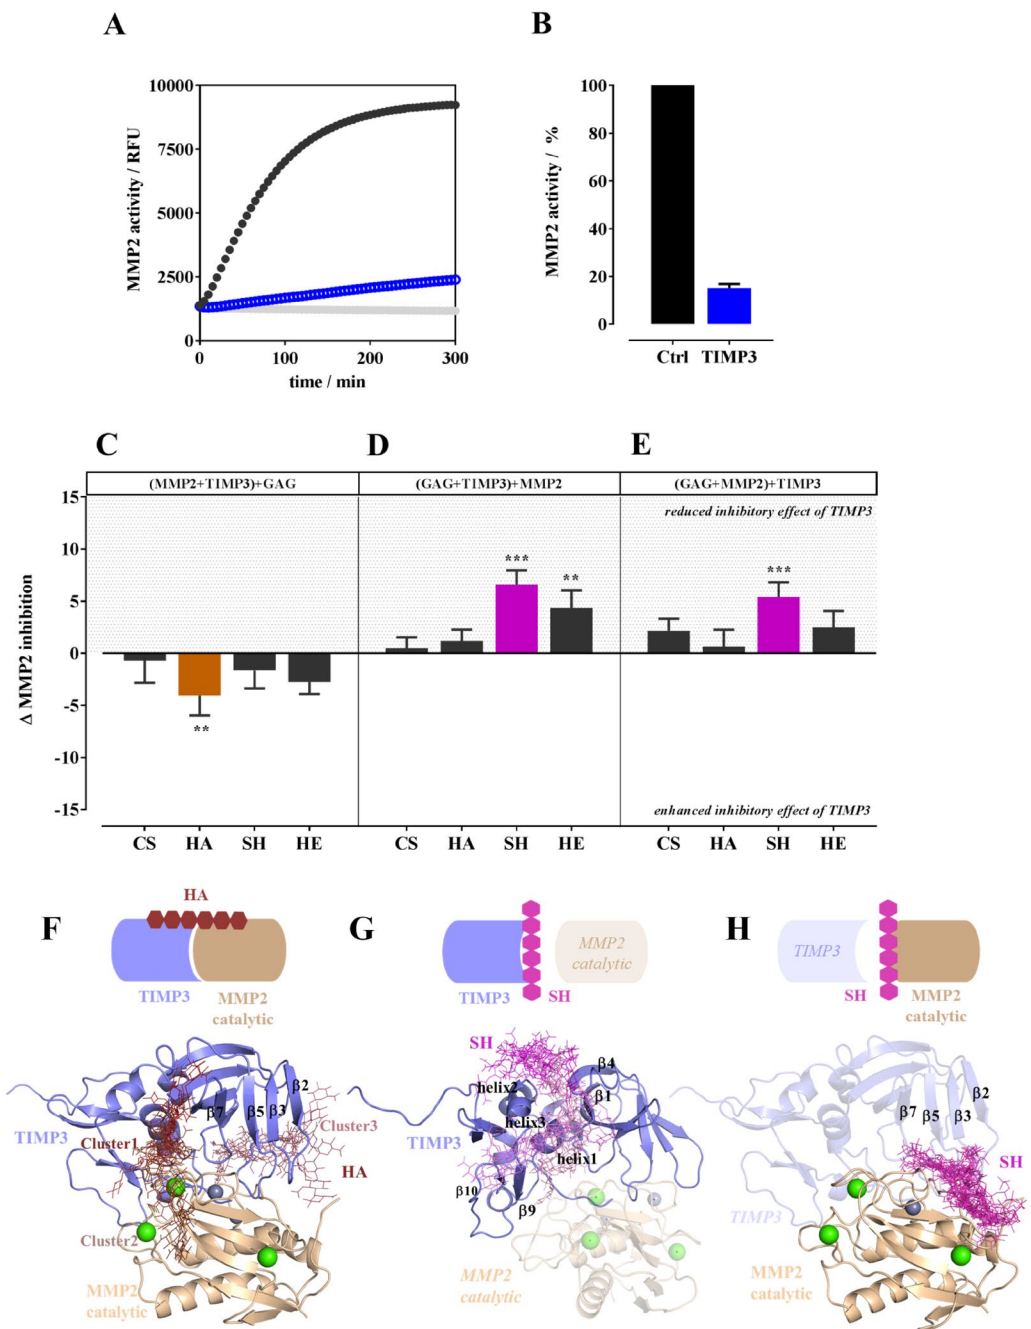 A
B
10000
7500
5000
2500
0
MMP2 activity / RFU
0
100
200
300
time / min
100
80
60
40
20
0
MMP2 activity / %
Ctrl
TIMP3
C
D
E
(MMP2+TIMP3)+GAG
(GAG+TIMP3)+MMP2
(GAG+MMP2)+TIMP3
15
10
5
0
-5
-10
-15
Δ MMP2 inhibition
reduced inhibitory effect of TIMP3
**
***
**
***
enhanced inhibitory effect of TIMP3
CS
HA
SH
HE
CS
HA
SH
HE
CS
HA
SH
HE
F
HA
TIMP3
MMP2
catalytic
G
MMP2
catalytic
TIMP3
SH
H
TIMP3
SH
MMP2
catalytic
β2
β7
β5
β3
TIMP3
Cluster1
Cluster3
HA
Cluster2
MMP2
catalytic
SH
β4
helix2
β1
helix3
TIMP3
helix1
β10
β9
MMP2
catalytic
β2
β7
β5
β3
SH
TIMP3
MMP2
catalytic